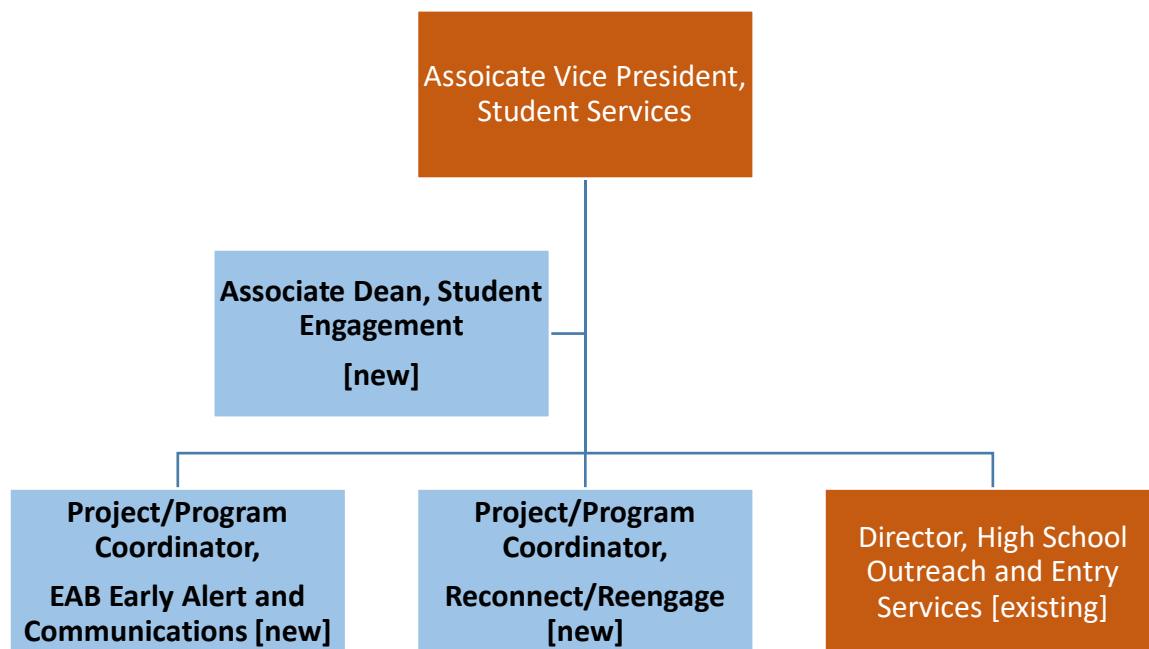 Assoicate Vice President,
Student Services
Associate Dean, Student
Engagement
[new]
Project/Program
Coordinator,
EAB Early Alert and
Communications [new]
Project/Program
Coordinator,
Reconnect/Reengage
[new]
Director, High School
Outreach and Entry
Services [existing]